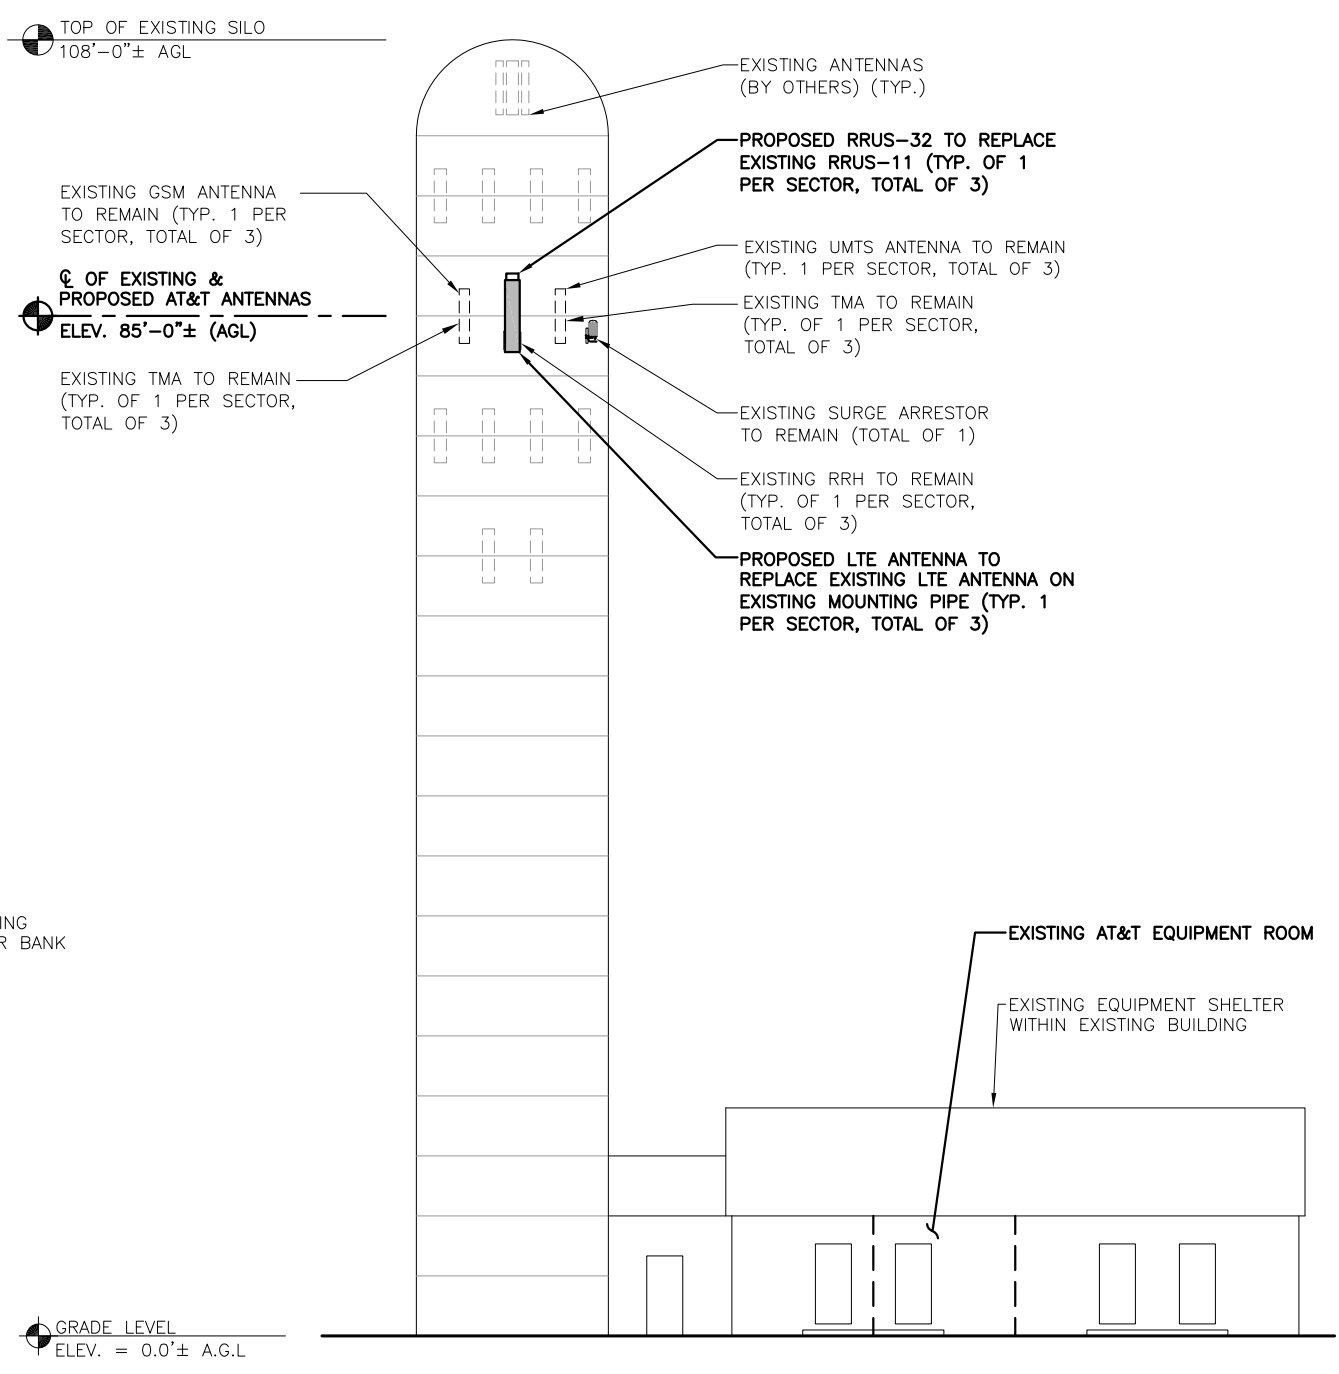 TOP OF EXISTING SILO
108'-0"± AGL
EXISTING ANTENNAS
(BY OTHERS) (TYP.)
PROPOSED RRUS-32 TO REPLACE
EXISTING RRUS-11 (TYP. OF 1
PER SECTOR, TOTAL OF 3)
EXISTING GSM ANTENNA
TO REMAIN (TYP. 1 PER
SECTOR, TOTAL OF 3)
EXISTING UMTS ANTENNA TO REMAIN
(TYP. 1 PER SECTOR, TOTAL OF 3)
℄ OF EXISTING &
PROPOSED AT&T ANTENNAS
ELEV. 85'-0"± (AGL)
EXISTING TMA TO REMAIN
(TYP. OF 1 PER SECTOR,
TOTAL OF 3)
EXISTING TMA TO REMAIN
(TYP. OF 1 PER SECTOR,
TOTAL OF 3)
EXISTING SURGE ARRESTOR
TO REMAIN (TOTAL OF 1)
EXISTING RRH TO REMAIN
(TYP. OF 1 PER SECTOR,
TOTAL OF 3)
PROPOSED LTE ANTENNA TO
REPLACE EXISTING LTE ANTENNA ON
EXISTING MOUNTING PIPE (TYP. 1
PER SECTOR, TOTAL OF 3)
ING
R BANK
EXISTING AT&T EQUIPMENT ROOM
EXISTING EQUIPMENT SHELTER
WITHIN EXISTING BUILDING
GRADE LEVEL
ELEV. = 0.0'± A.G.L